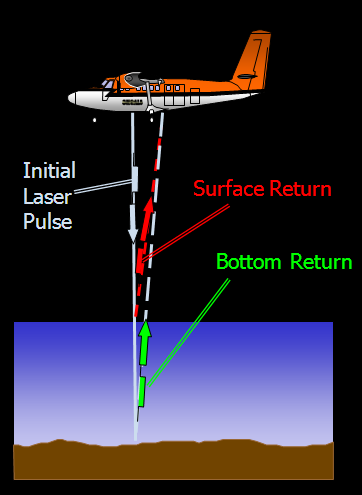 Initial
Laser
Pulse
Surface Return
Bottom Return